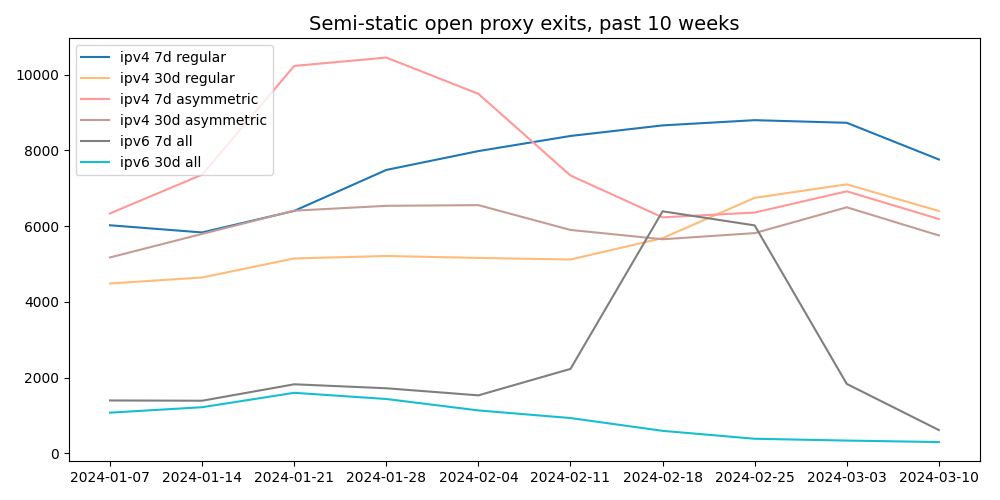 Semi-static open proxy exits, past 10 weeks
ipv4 7d regular
ipv4 30d regular
ipv4 7d asymmetric
ipv4 30d asymmetric
ipv6 7d all
ipv6 30d all
10000
8000
6000
4000
2000
0
2024-01-07 2024-01-14 2024-01-21 2024-01-28 2024-02-04 2024-02-11 2024-02-18 2024-02-25 2024-03-03 2024-03-10